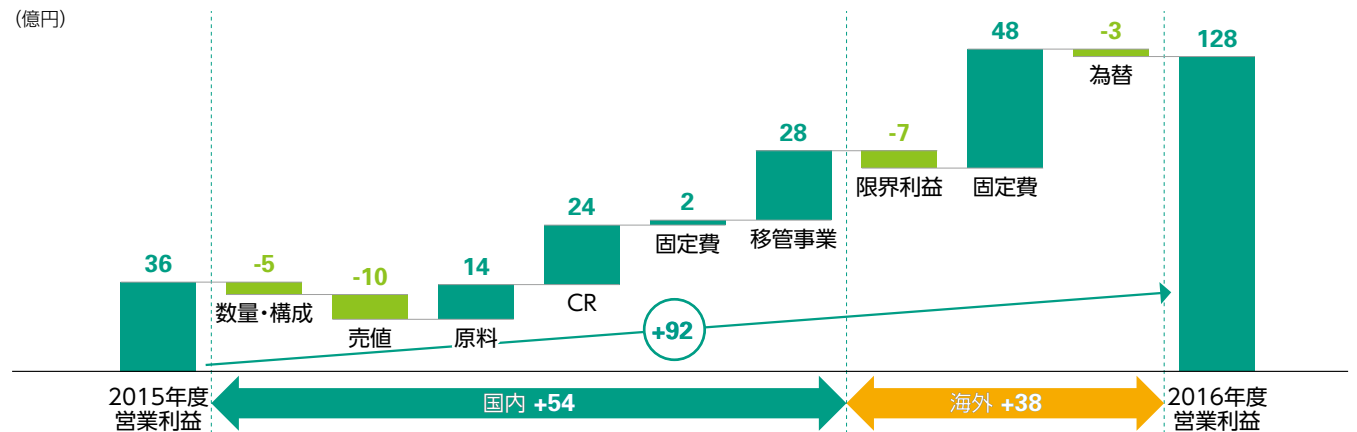 (億円)
36
-5
数量・構成
-10
売値
14
原料
24
CR
2
固定費
28
移管事業
-7
限界利益
48
固定費
-3
為替
128
+92
2015年度
営業利益
国内 +54
海外 +38
2016年度
営業利益